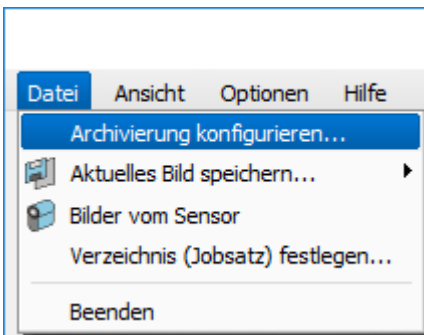 Datei Ansicht Optionen Hilfe
Archivierung konfigurieren...
Aktuelles Bild speichern...
Bilder vom Sensor
Verzeichnis (Jobsatz) festlegen...
Beenden